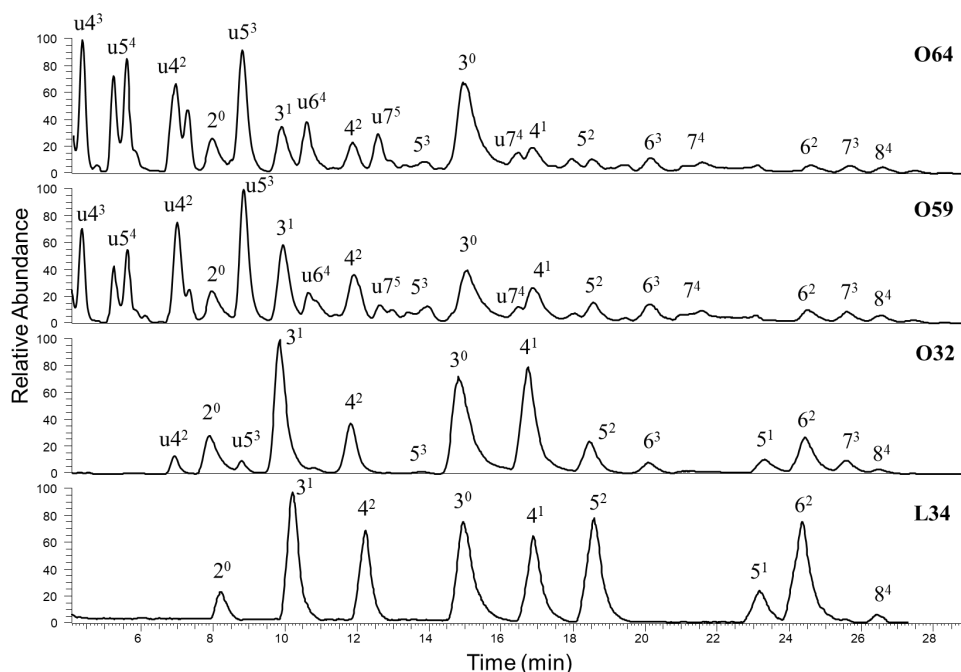 O64
u4³ u5⁴ u4² 2⁰ u5³ 3¹ u6⁴ 4² u7⁵ 5³ 3⁰ u7⁴ 4¹ 5² 6³ 7⁴ 6² 7³ 8⁴
100
80
60
40
20
0
O59
u4³ u5⁴ u4² 2⁰ u5³ 3¹ u6⁴ 4² u7⁵ 5³ 3⁰ u7⁴ 4¹ 5² 6³ 7⁴ 6² 7³ 8⁴
100
80
60
40
20
0
Relative Abundance
O32
u4² 2⁰ u5³ 3¹ 4² 5³ 3⁰ 4¹ 5² 6³ 5¹ 6² 7³ 8⁴
100
80
60
40
20
0
L34
2⁰ 3¹ 4² 3⁰ 4¹ 5² 5¹ 6² 8⁴
100
80
60
40
20
0
6 8 10 12 14 16 18 20 22 24 26 28
Time (min)